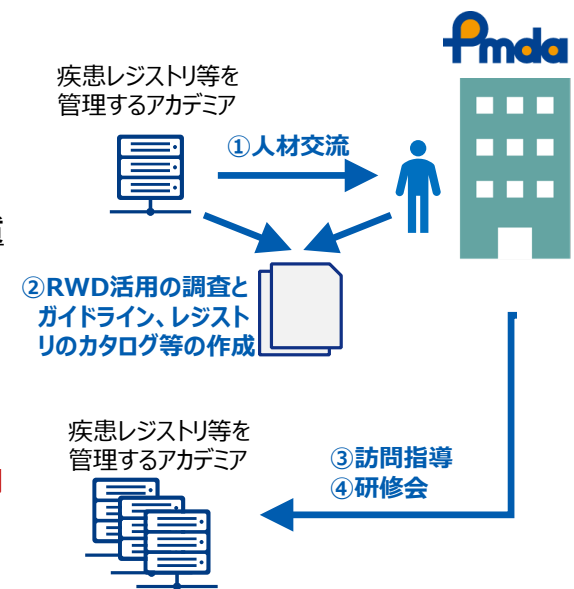 Pmda
疾患レジストリ等を
管理するアカデミア
①人材交流
②RWD活用の調査と
ガイドライン、レジスト
リのカタログ等の作成
疾患レジストリ等を
管理するアカデミア
③訪問指導
④研修会